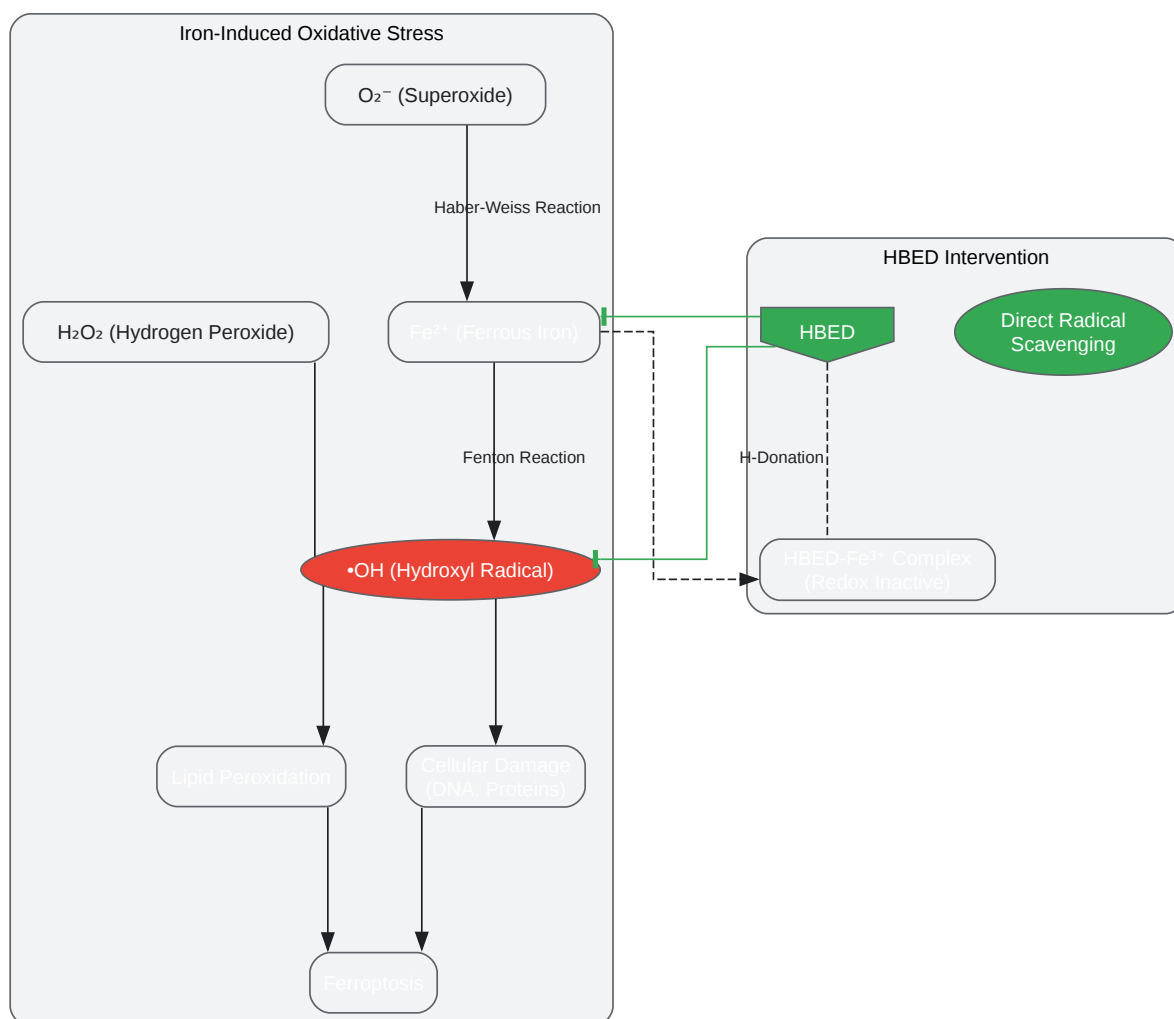 Iron-Induced Oxidative Stress
O₂⁻ (Superoxide)
Haber-Weiss Reaction
H₂O₂ (Hydrogen Peroxide)
Fe²⁺ (Ferrous Iron)
Fenton Reaction
•OH (Hydroxyl Radical)
Lipid Peroxidation
Cellular Damage
(DNA, Proteins)
Ferroptosis
HBED Intervention
HBED
Direct Radical
Scavenging
H-Donation
HBED-Fe³⁺ Complex
(Redox Inactive)